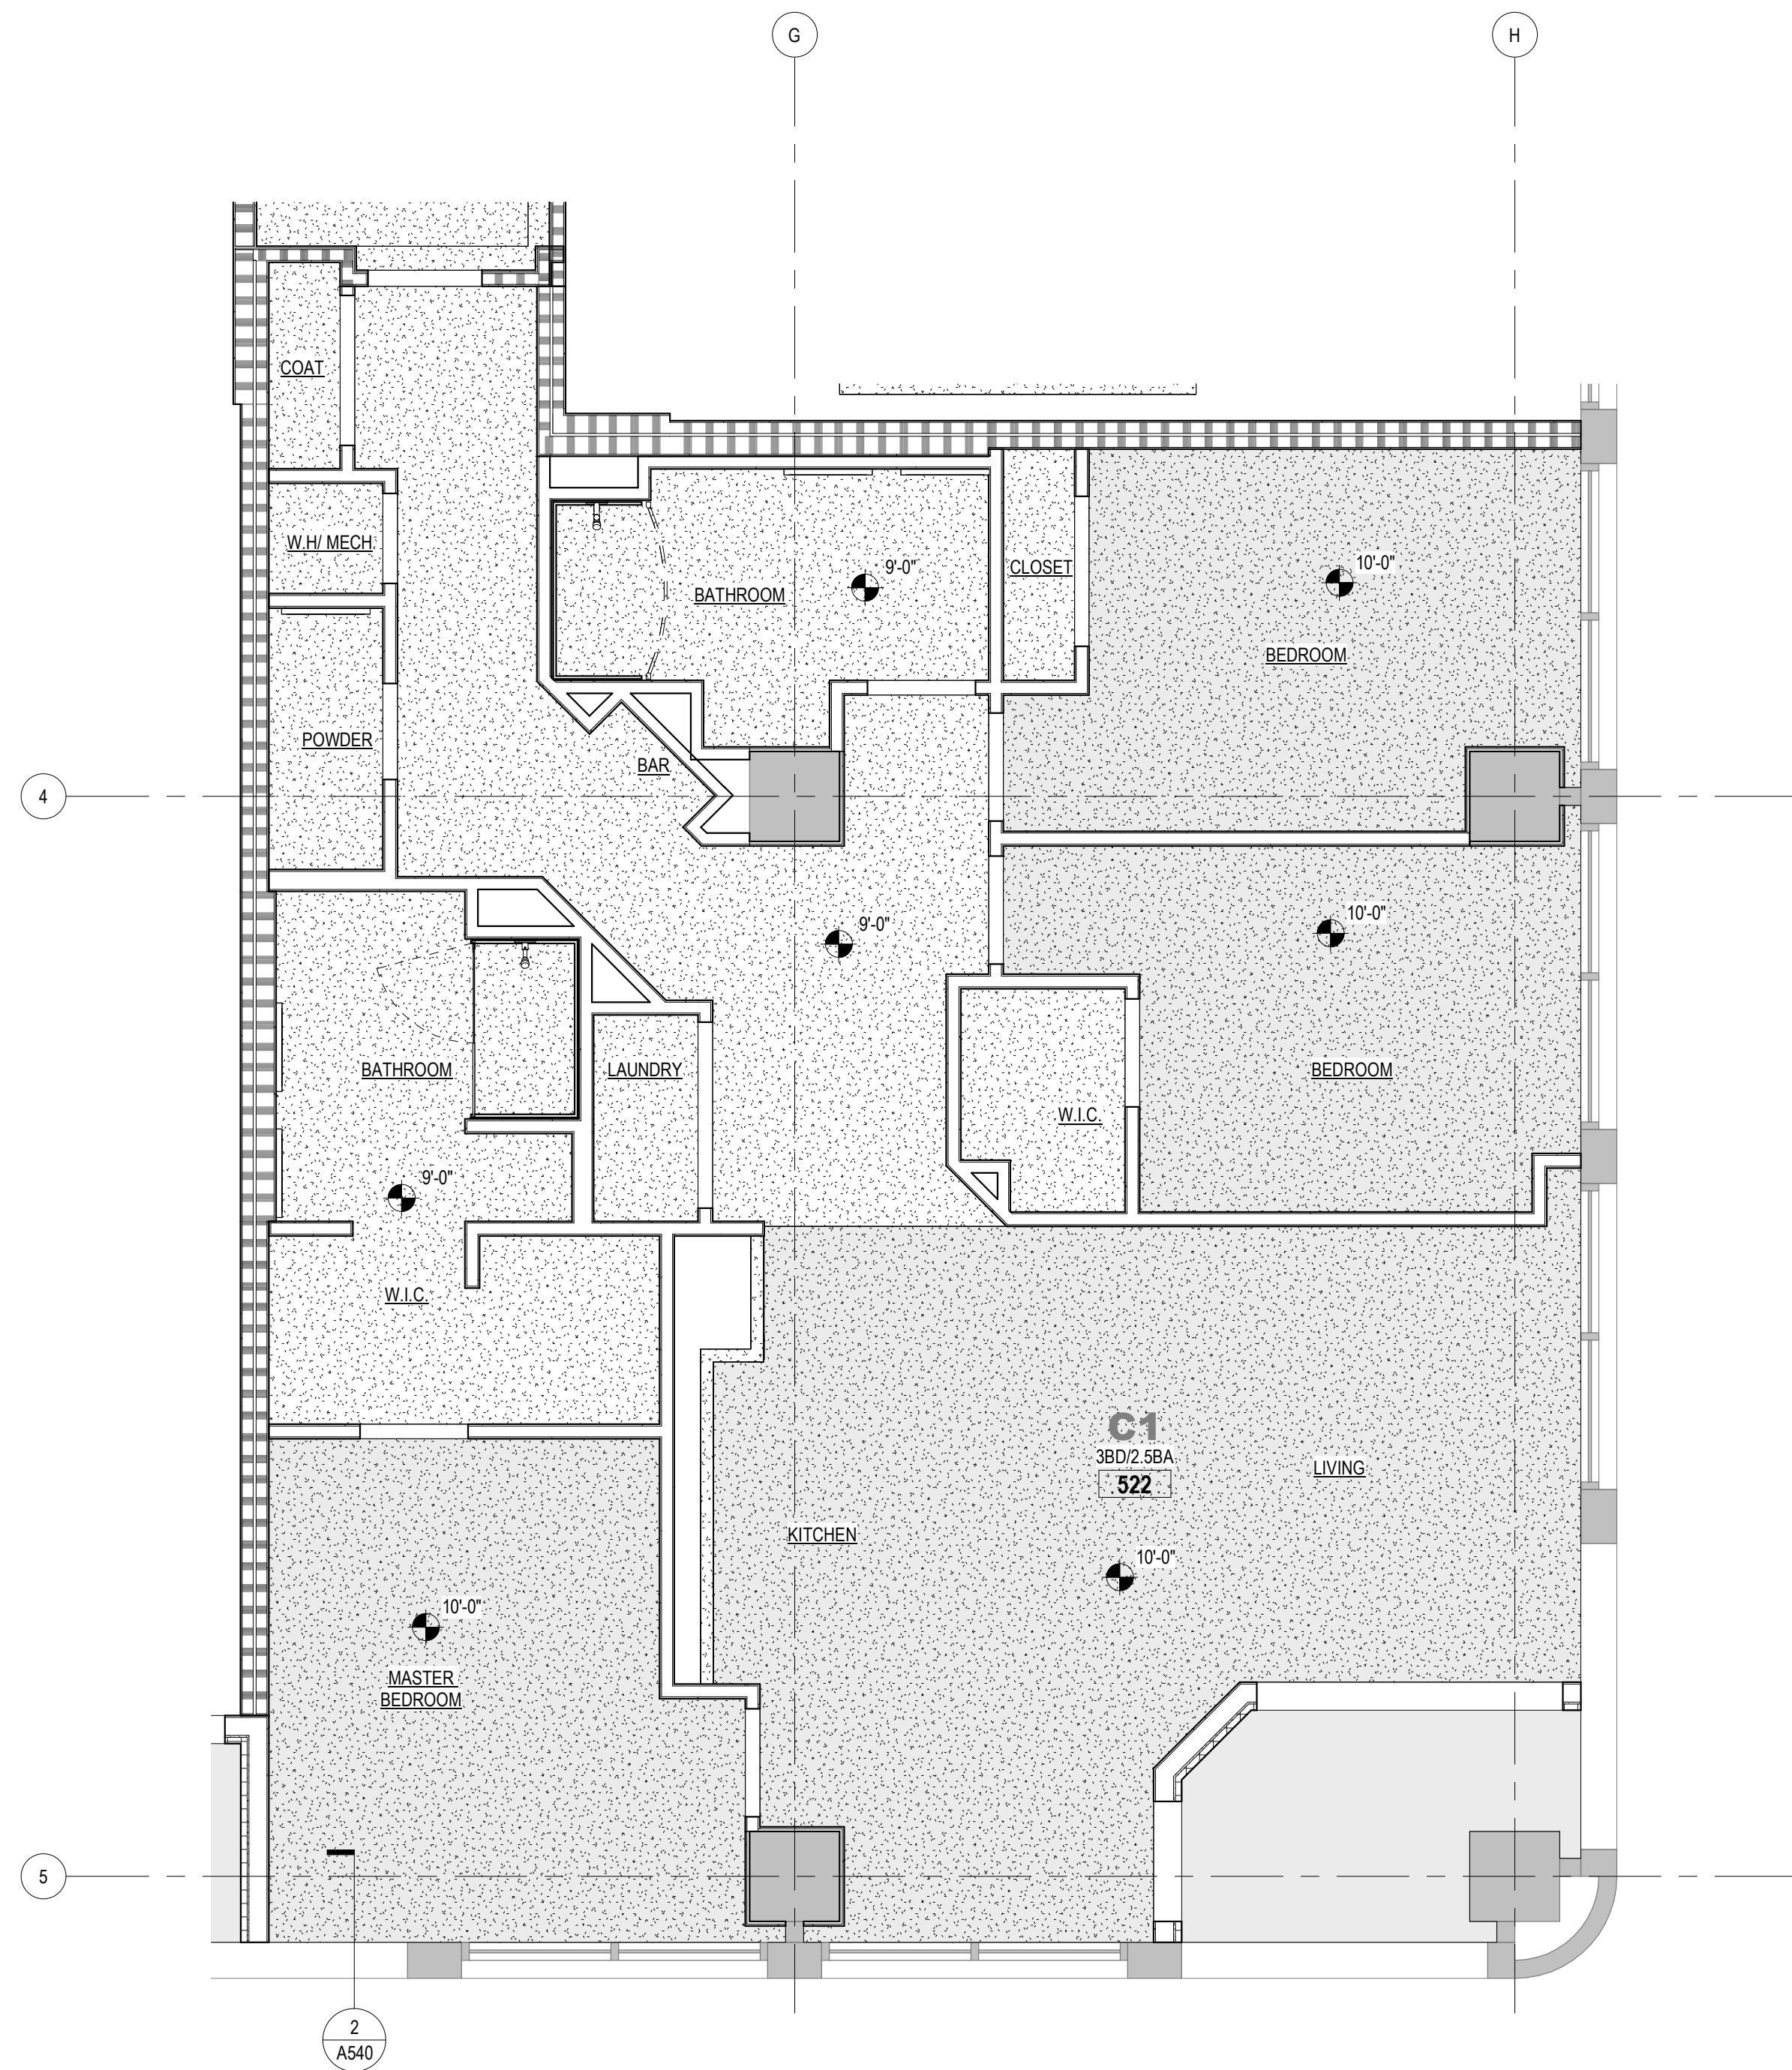 G
H
COAT
W.H/ MECH.
9'-0"
10'-0"
CLOSET
BATHROOM
BEDROOM
POWDER
BAR
4
9'-0"
10'-0"
BATHROOM
LAUNDRY
BEDROOM
W.I.C.
9'-0"
W.I.C.
C1
3BD/2.5BA
522
LIVING
KITCHEN
10'-0"
10'-0"
MASTER
BEDROOM
5
2
A540